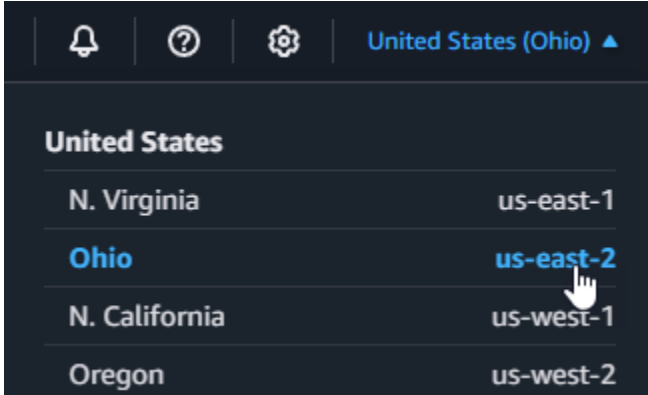 United States (Ohio) ▲
United States
N. Virginia us-east-1
Ohio us-east-2
N. California us-west-1
Oregon us-west-2